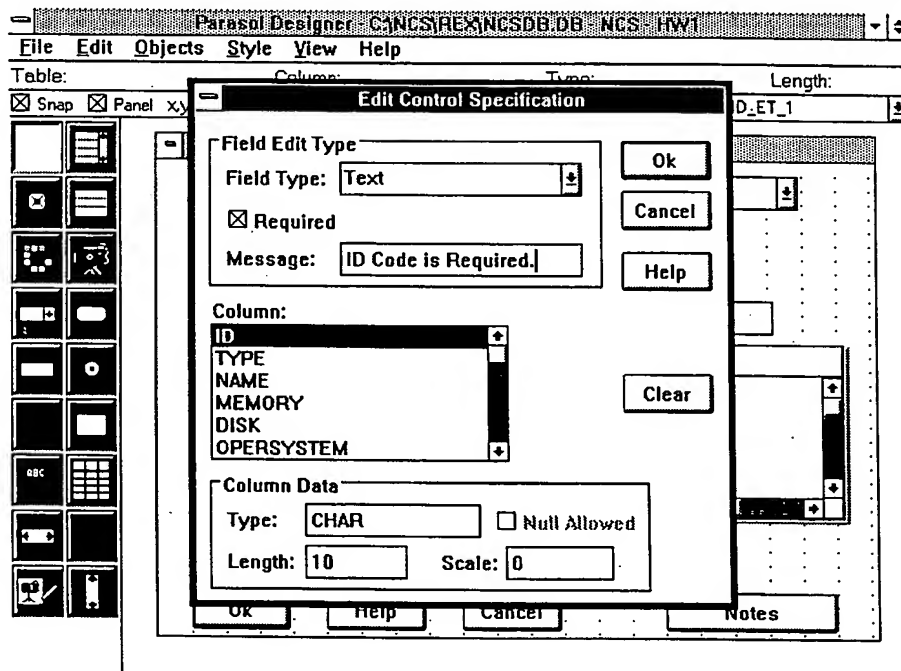 Parasol Designer - C:\NCS\REX\NCSDB.DB - NCS - HW1
File Edit Objects Style View Help
Table: Column: Type: Length:
Snap Panel x,y D_ET_1
Edit Control Specification
Field Edit Type
Field Type: Text
Required
Message: ID Code is Required.
Ok
Cancel
Help
Column:
ID
TYPE
NAME
MEMORY
DISK
OPERSYSTEM
Clear
Column Data
Type: CHAR Null Allowed
Length: 10 Scale: 0
ABC
Ok Help Cancel Notes